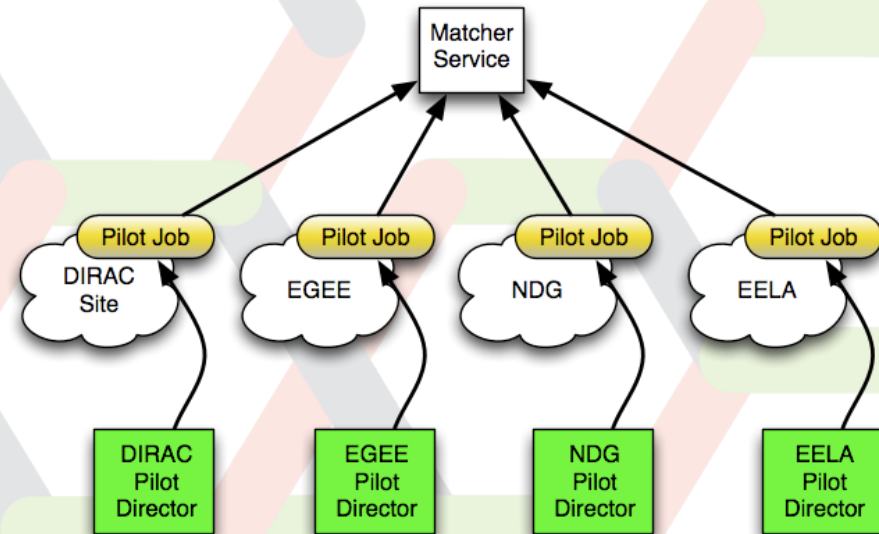 Matcher
Service
Pilot Job
Pilot Job
Pilot Job
Pilot Job
DIRAC
Site
EGEE
NDG
EELA
DIRAC
Pilot
Director
EGEE
Pilot
Director
NDG
Pilot
Director
EELA
Pilot
Director